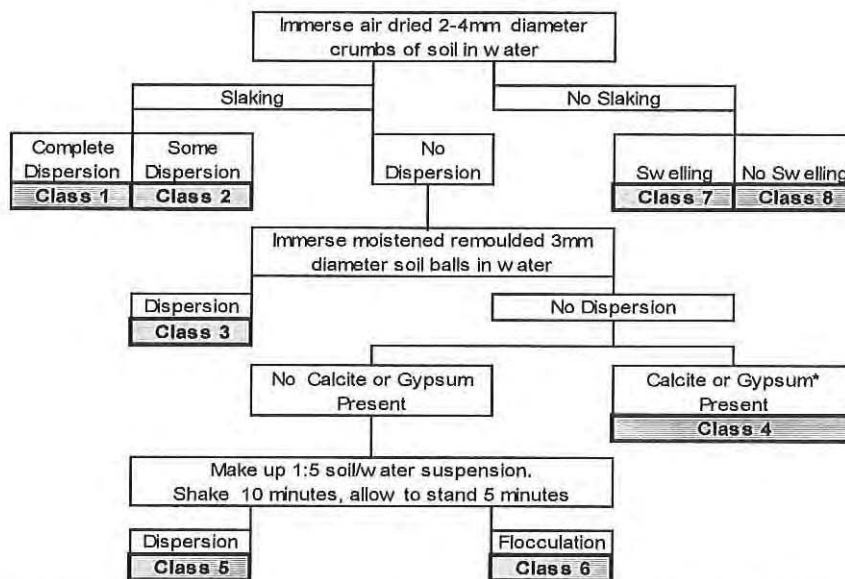 Immerse air dried 2-4mm diameter
crumbs of soil in water
Slaking
No Slaking
Complete
Dispersion
Class 1
Some
Dispersion
Class 2
No
Dispersion
Swelling
Class 7
No Swelling
Class 8
Immerse moistened remoulded 3mm
diameter soil balls in water
Dispersion
Class 3
No Dispersion
No Calcite or Gypsum
Present
Calcite or Gypsum*
Present
Class 4
Make up 1:5 soil/water suspension.
Shake 10 minutes, allow to stand 5 minutes
Dispersion
Class 5
Flocculation
Class 6